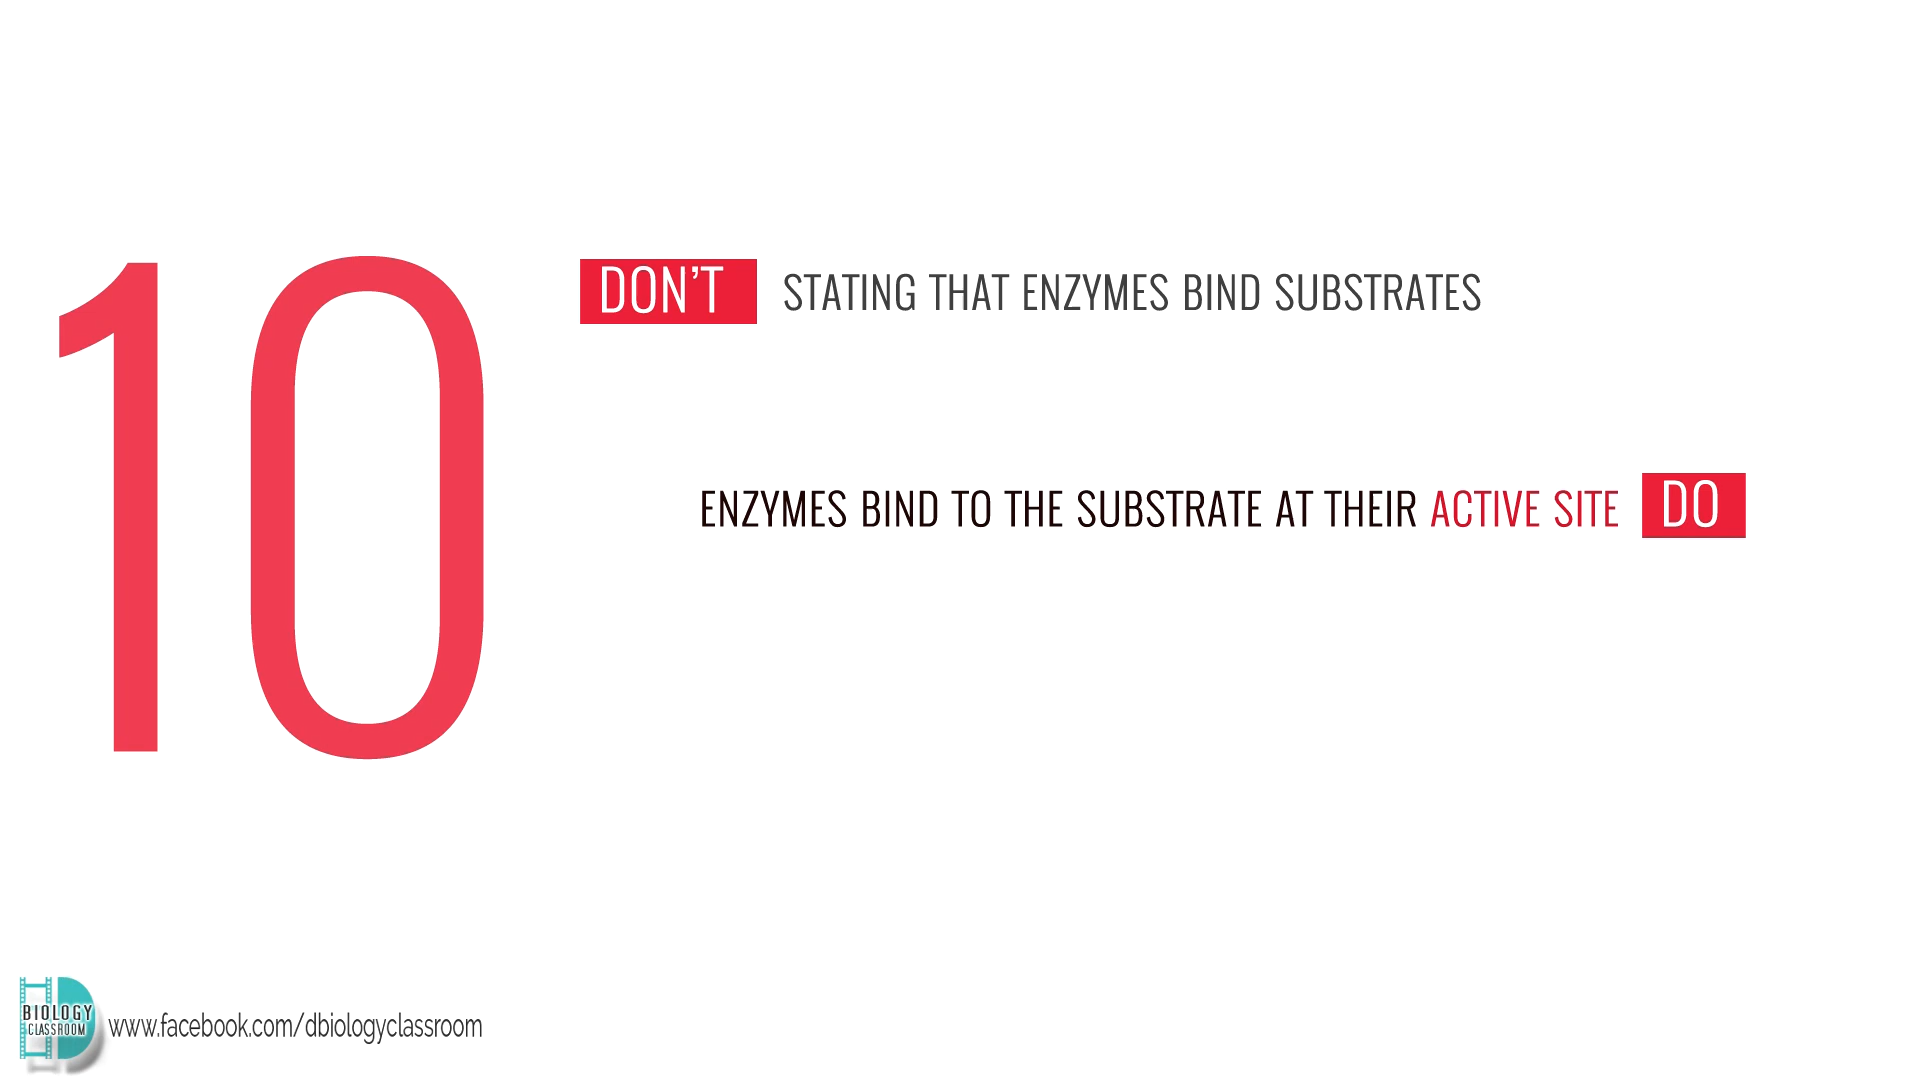 10
DON'T STATING THAT ENZYMES BIND SUBSTRATES
ENZYMES BIND TO THE SUBSTRATE AT THEIR ACTIVE SITE DO
BIOLOGY
CLASSROOM
www.facebook.com/dbiologyclassroom